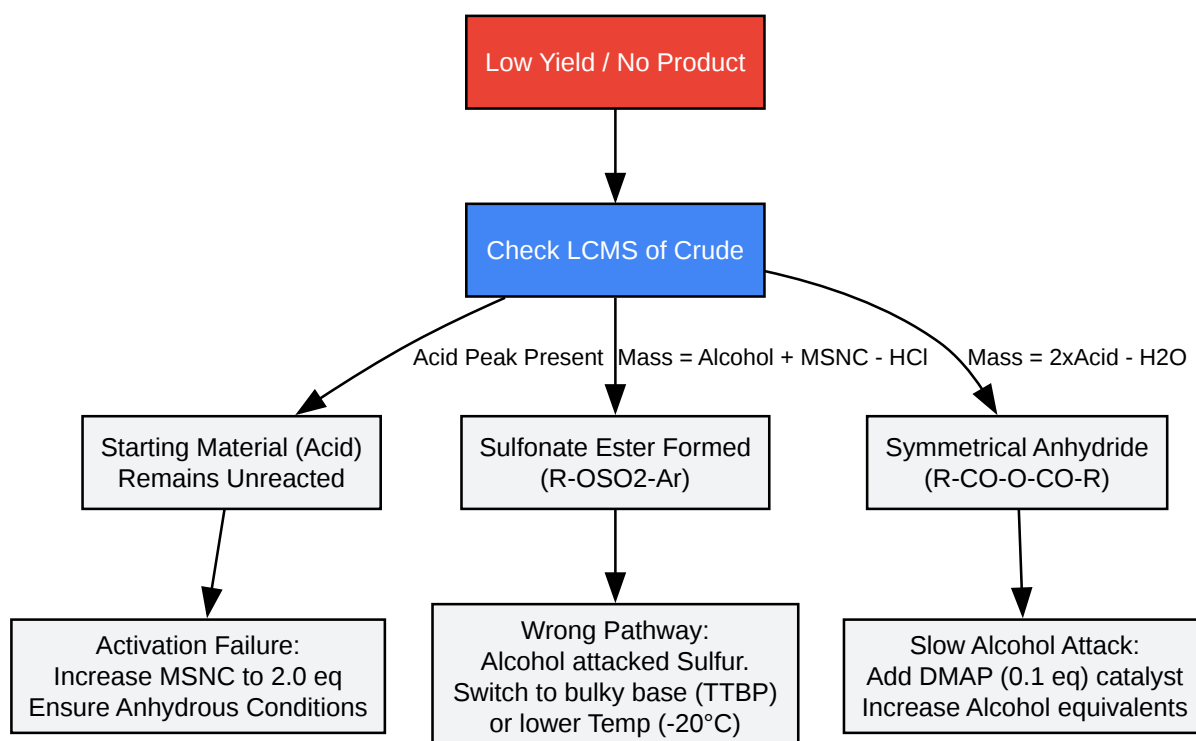 Low Yield / No Product
Check LCMS of Crude
Acid Peak Present
Mass = Alcohol + MSNC - HCl
Mass = 2xAcid - H2O
Starting Material (Acid)
Remains Unreacted
Sulfonate Ester Formed
(R-OSO2-Ar)
Symmetrical Anhydride
(R-CO-O-CO-R)
Activation Failure:
Increase MSNC to 2.0 eq
Ensure Anhydrous Conditions
Wrong Pathway:
Alcohol attacked Sulfur.
Switch to bulky base (TTBP)
or lower Temp (-20°C)
Slow Alcohol Attack:
Add DMAP (0.1 eq) catalyst
Increase Alcohol equivalents